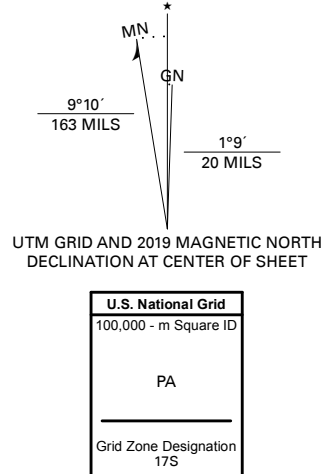 ★
MN
GN
9°10´
163 MILS
1°9´
20 MILS
UTM GRID AND 2019 MAGNETIC NORTH
DECLINATION AT CENTER OF SHEET
U.S. National Grid
100,000 - m Square ID
PA
Grid Zone Designation
17S